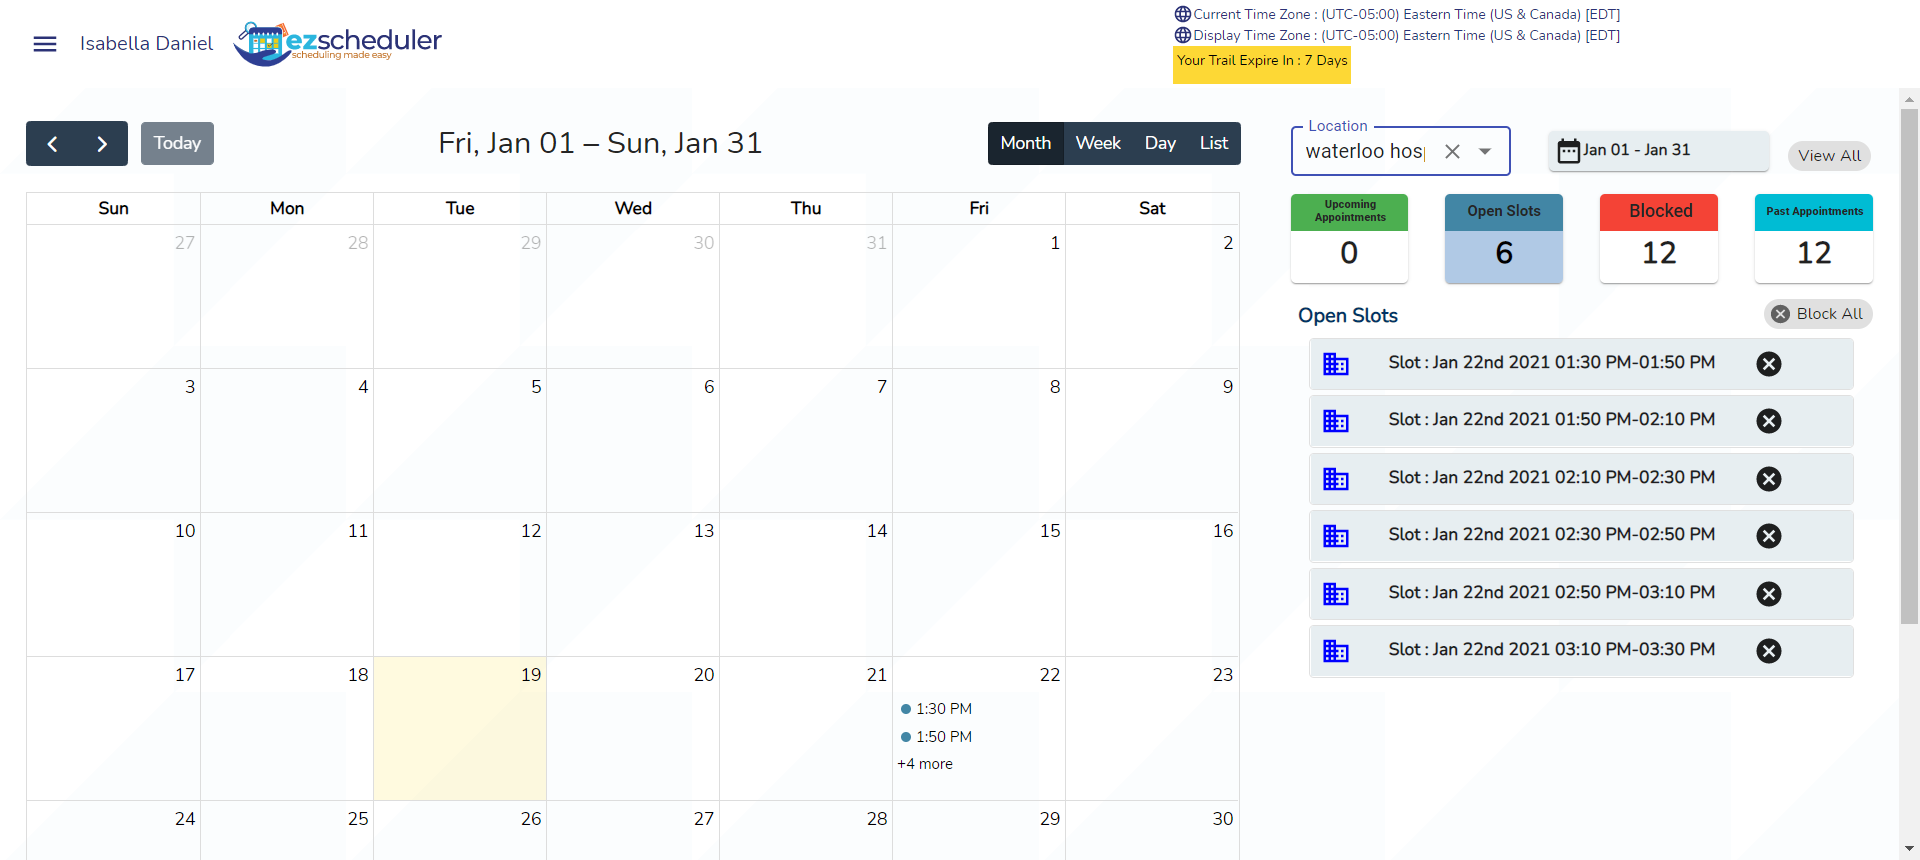 Isabella Daniel
ezscheduler
scheduling made easy
Current Time Zone : (UTC-05:00) Eastern Time (US & Canada) [EDT]
Display Time Zone : (UTC-05:00) Eastern Time (US & Canada) [EDT]
Your Trail Expire In : 7 Days
Today
Fri, Jan 01 – Sun, Jan 31
Month Week Day List
Sun Mon Tue Wed Thu Fri Sat
27 28 29 30 31 1 2
3 4 5 6 7 8 9
10 11 12 13 14 15 16
17 18 19 20 21 22 23
1:30 PM
1:50 PM
+4 more
24 25 26 27 28 29 30
Location
waterloo hos
Jan 01 - Jan 31
View All
Upcoming
Appointments
0
Open Slots
6
Blocked
12
Past Appointments
12
Open Slots
Block All
Slot : Jan 22nd 2021 01:30 PM-01:50 PM
Slot : Jan 22nd 2021 01:50 PM-02:10 PM
Slot : Jan 22nd 2021 02:10 PM-02:30 PM
Slot : Jan 22nd 2021 02:30 PM-02:50 PM
Slot : Jan 22nd 2021 02:50 PM-03:10 PM
Slot : Jan 22nd 2021 03:10 PM-03:30 PM